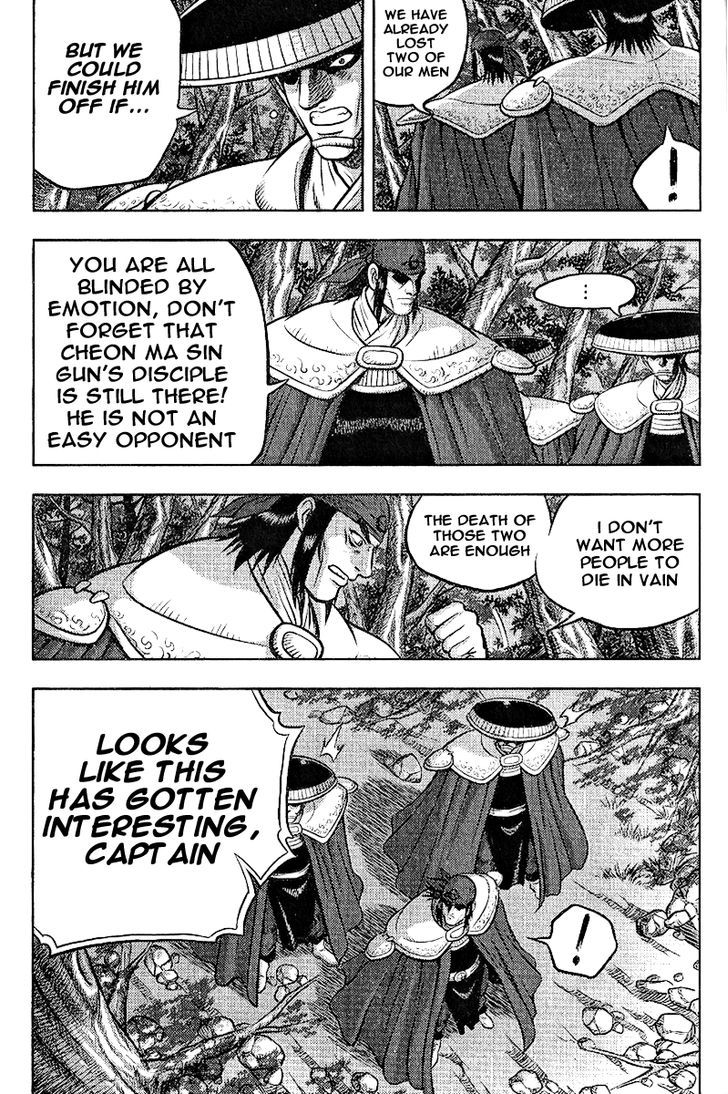 BUT WE
COULD
FINISH HIM
OFF IF...
WE HAVE
ALREADY
LOST
TWO OF
OUR MEN
!
YOU ARE ALL
BLINDED BY
EMOTION, DON'T
FORGET THAT
CHEON MA SIN
GUN'S DISCIPLE
IS STILL THERE!
HE IS NOT AN
EASY OPPONENT
...
THE DEATH OF
THOSE TWO
ARE ENOUGH
I DON'T
WANT MORE
PEOPLE TO
DIE IN VAIN
LOOKS
LIKE THIS
HAS GOTTEN
INTERESTING,
CAPTAIN
!